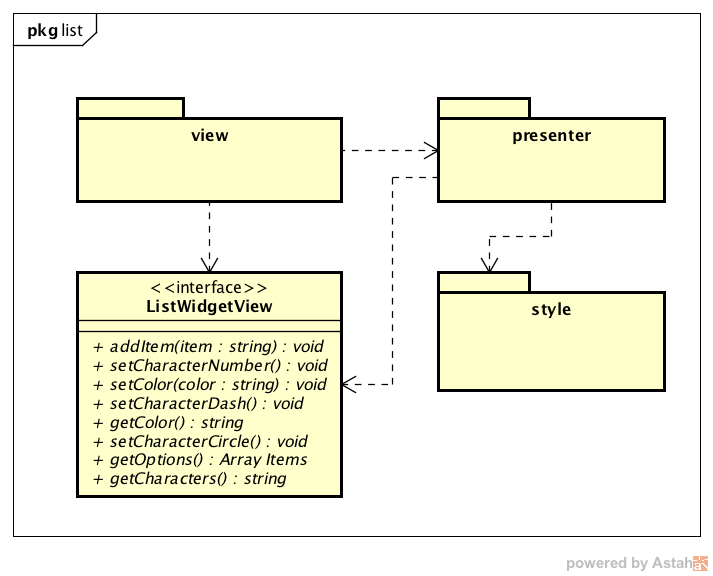 pkg list
view
presenter
<<interface>>
ListWidgetView
+ addItem(item : string) : void
+ setCharacterNumber() : void
+ setColor(color : string) : void
+ setCharacterDash() : void
+ getColor() : string
+ setCharacterCircle() : void
+ getOptions() : Array Items
+ getCharacters() : string
style
powered by Astah